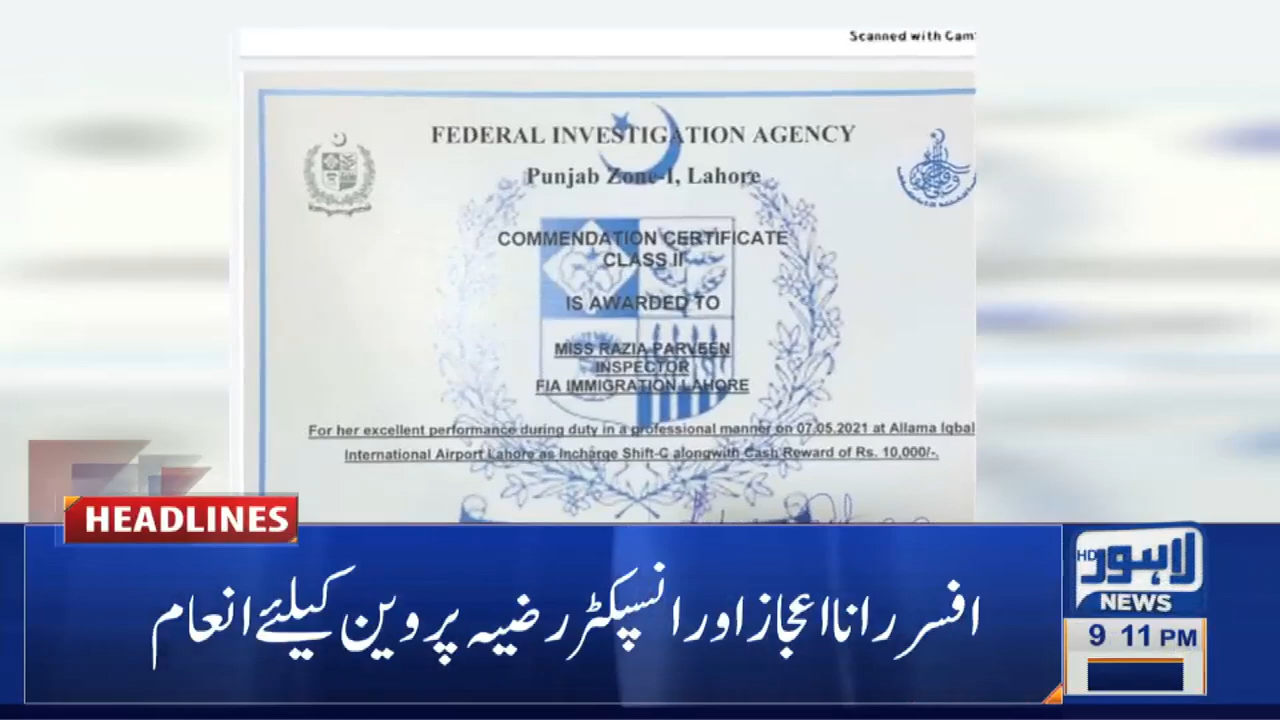 Scanned with Cam
FEDERAL INVESTIGATION AGENCY
Punjab Zone-I, Lahore
COMMENDATION CERTIFICATE
CLASS II
IS AWARDED TO
MISS RAZIA PARVEEN
INSPECTOR
FIA IMMIGRATION LAHORE
For her excellent performance during duty in a professional manner on 07.05.2021 at Allama Iqbal
International Airport Lahore as Incharge Shift-C alongwith Cash Reward of Rs. 10,000/-.
HEADLINES
افسر رانا اعجاز اور انسپکٹر رضیہ پروین کیلئے انعام
HD
لاہور
NEWS
9 11 PM